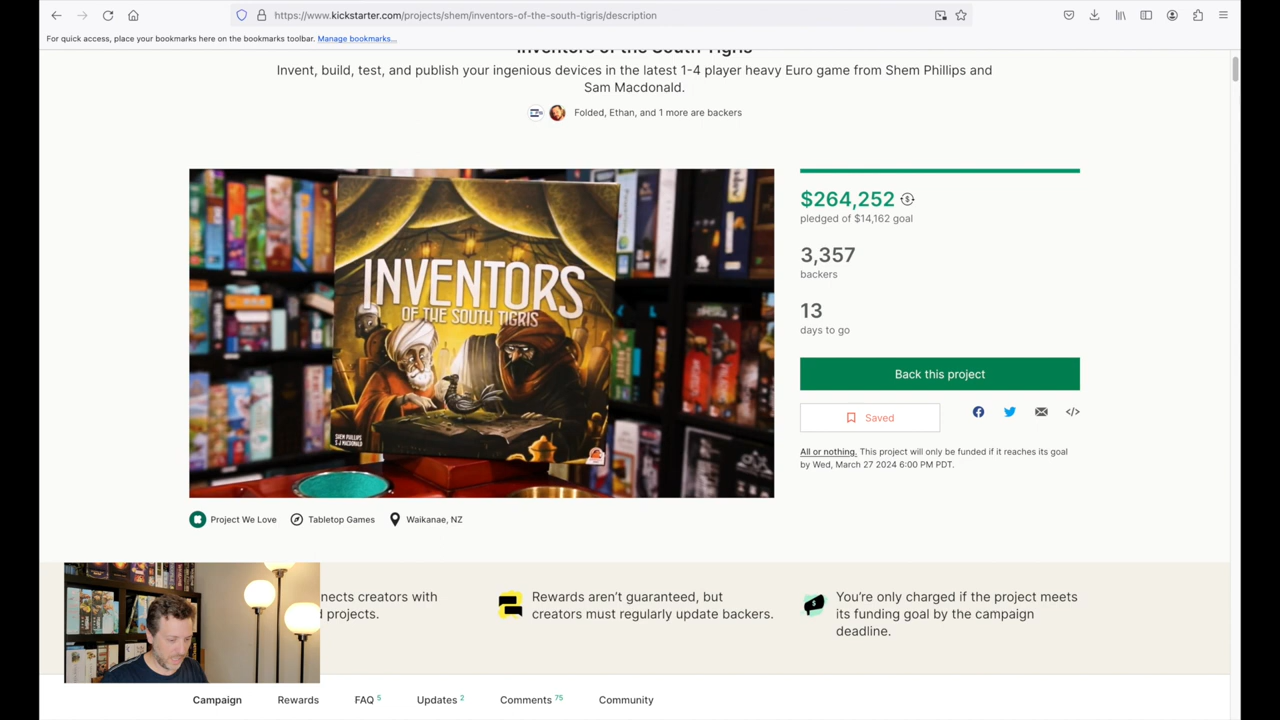 https://www.kickstarter.com/projects/shem/inventors-of-the-south-tigris/description
For quick access, place your bookmarks here on the bookmarks toolbar. Manage bookmarks...
Inventors of the South Tigris
Invent, build, test, and publish your ingenious devices in the latest 1-4 player heavy Euro game from Shem Phillips and
Sam Macdonald.
Folded, Ethan, and 1 more are backers
INVENTORS
OF THE SOUTH TIGRIS
SHEM PHILLIPS
S J MACDONALD
$264,252
pledged of $14,162 goal
3,357
backers
13
days to go
Back this project
Saved
All or nothing. This project will only be funded if it reaches its goal
by Wed, March 27 2024 6:00 PM PDT.
Project We Love
Tabletop Games
Waikanae, NZ
nects creators with
projects.
Rewards aren't guaranteed, but
creators must regularly update backers.
You're only charged if the project meets
its funding goal by the campaign
deadline.
Campaign
Rewards
FAQ 5
Updates 2
Comments 75
Community